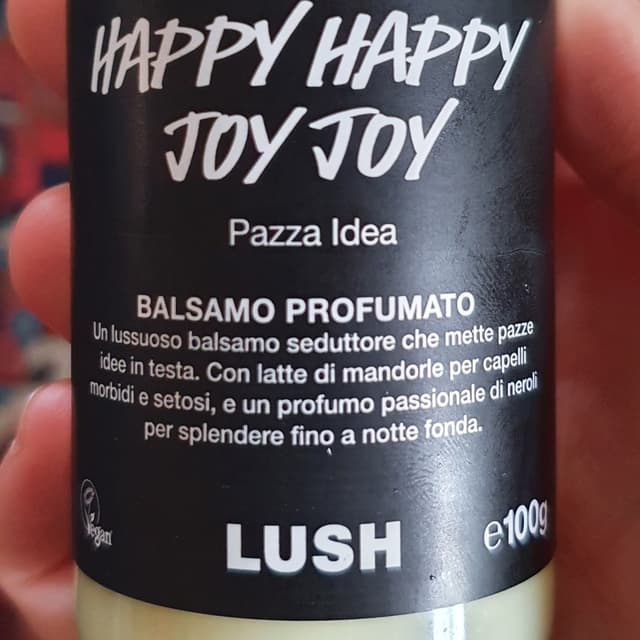 HAPPY HAPPY
JOY JOY
Pazza Idea
BALSAMO PROFUMATO
Un lussuoso balsamo seduttore che mette pazze
idee in testa. Con latte di mandorle per capelli
morbidi e setosi, e un profumo passionale di neroli
per splendere fino a notte fonda.
Vegan
LUSH
℮100g